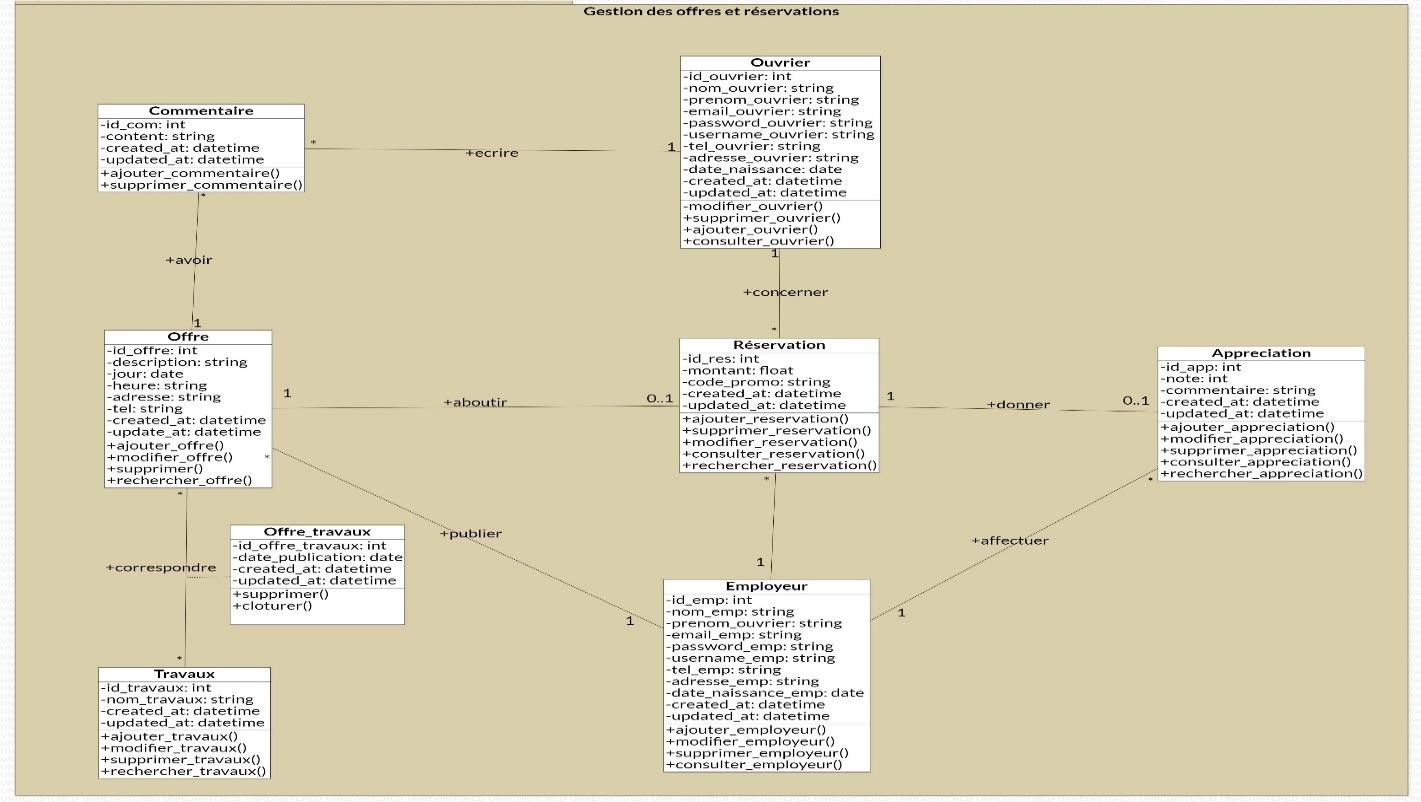 Gestion des offres et réservations
Commentaire
-id_com: int
-content: string
-created_at: datetime
-updated_at: datetime
+ajouter_commentaire()
+supprimer_commentaire()
*
+ecrire
1
Ouvrier
-id_ouvrier: int
-nom_ouvrier: string
-prenom_ouvrier: string
-email_ouvrier: string
-password_ouvrier: string
-username_ouvrier: string
-tel_ouvrier: string
-adresse_ouvrier: string
-date_naissance: date
-created_at: datetime
-updated_at: datetime
-modifier_ouvrier()
+supprimer_ouvrier()
+ajouter_ouvrier()
+consulter_ouvrier()
*
+avoir
1
1
+concerner
*
Offre
-id_offre: int
-description: string
-jour: date
-heure: string
-adresse: string
-tel: string
-created_at: datetime
-update_at: datetime
+ajouter_offre()
+modifier_offre()
+supprimer()
+rechercher_offre()
1
+aboutir
0..1
Réservation
-id_res: int
-montant: float
-code_promo: string
-created_at: datetime
-updated_at: datetime
+ajouter_reservation()
+supprimer_reservation()
+modifier_reservation()
+consulter_reservation()
+rechercher_reservation()
1
+donner
0..1
Appreciation
-id_app: int
-note: int
-commentaire: string
-created_at: datetime
-updated_at: datetime
+ajouter_appreciation()
+modifier_appreciation()
+supprimer_appreciation()
+consulter_appreciation()
+rechercher_appreciation()
*
+publier
1
*
1
*
+affectuer
1
*
+correspondre
*
Offre_travaux
-id_offre_travaux: int
-date_publication: date
-created_at: datetime
-updated_at: datetime
+supprimer()
+cloturer()
Travaux
-id_travaux: int
-nom_travaux: string
-created_at: datetime
-updated_at: datetime
+ajouter_travaux()
+modifier_travaux()
+supprimer_travaux()
+rechercher_travaux()
Employeur
-id_emp: int
-nom_emp: string
-prenom_ouvrier: string
-email_emp: string
-password_emp: string
-username_emp: string
-tel_emp: string
-adresse_emp: string
-date_naissance_emp: date
-created_at: datetime
-updated_at: datetime
+ajouter_employeur()
+modifier_employeur()
+supprimer_employeur()
+consulter_employeur()